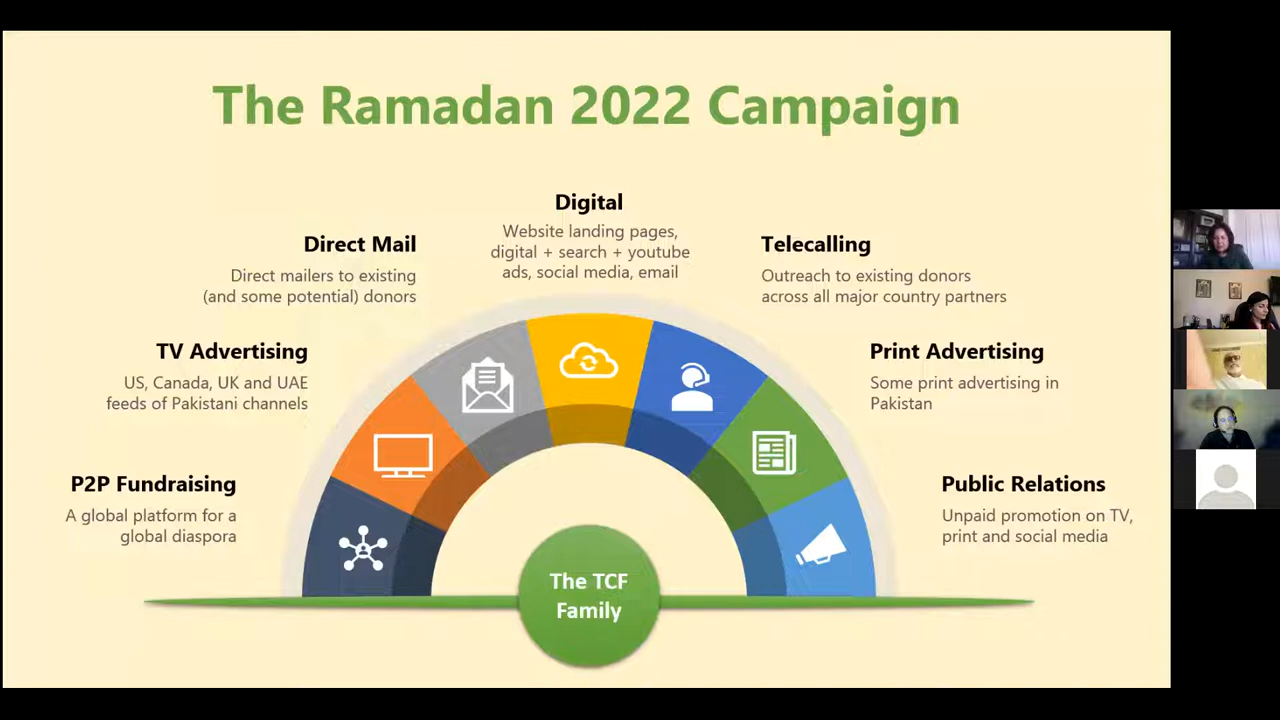 The Ramadan 2022 Campaign
Digital
Website landing pages,
digital + search + youtube
ads, social media, email
Direct Mail
Direct mailers to existing
(and some potential) donors
Telecalling
Outreach to existing donors
across all major country partners
TV Advertising
US, Canada, UK and UAE
feeds of Pakistani channels
Print Advertising
Some print advertising in
Pakistan
P2P Fundraising
A global platform for a
global diaspora
Public Relations
Unpaid promotion on TV,
print and social media
The TCF
Family